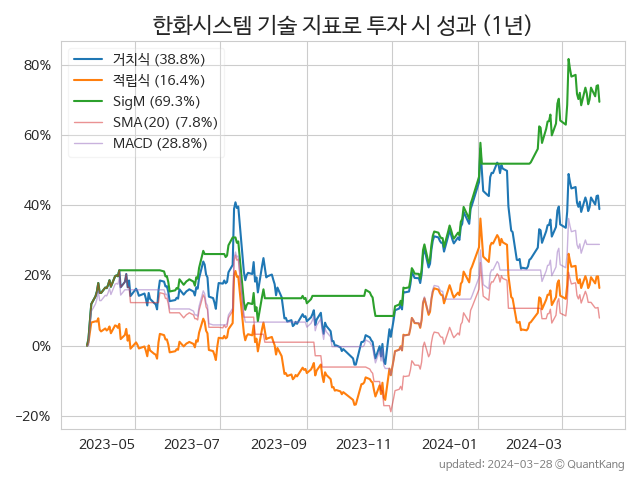 한화시스템 기술 지표로 투자 시 성과 (1년)
거치식 (38.8%)
적립식 (16.4%)
SigM (69.3%)
SMA(20) (7.8%)
MACD (28.8%)
80%
60%
40%
20%
0%
−20%
2023-05 2023-07 2023-09 2023-11 2024-01 2024-03
updated: 2024-03-28 © QuantKang